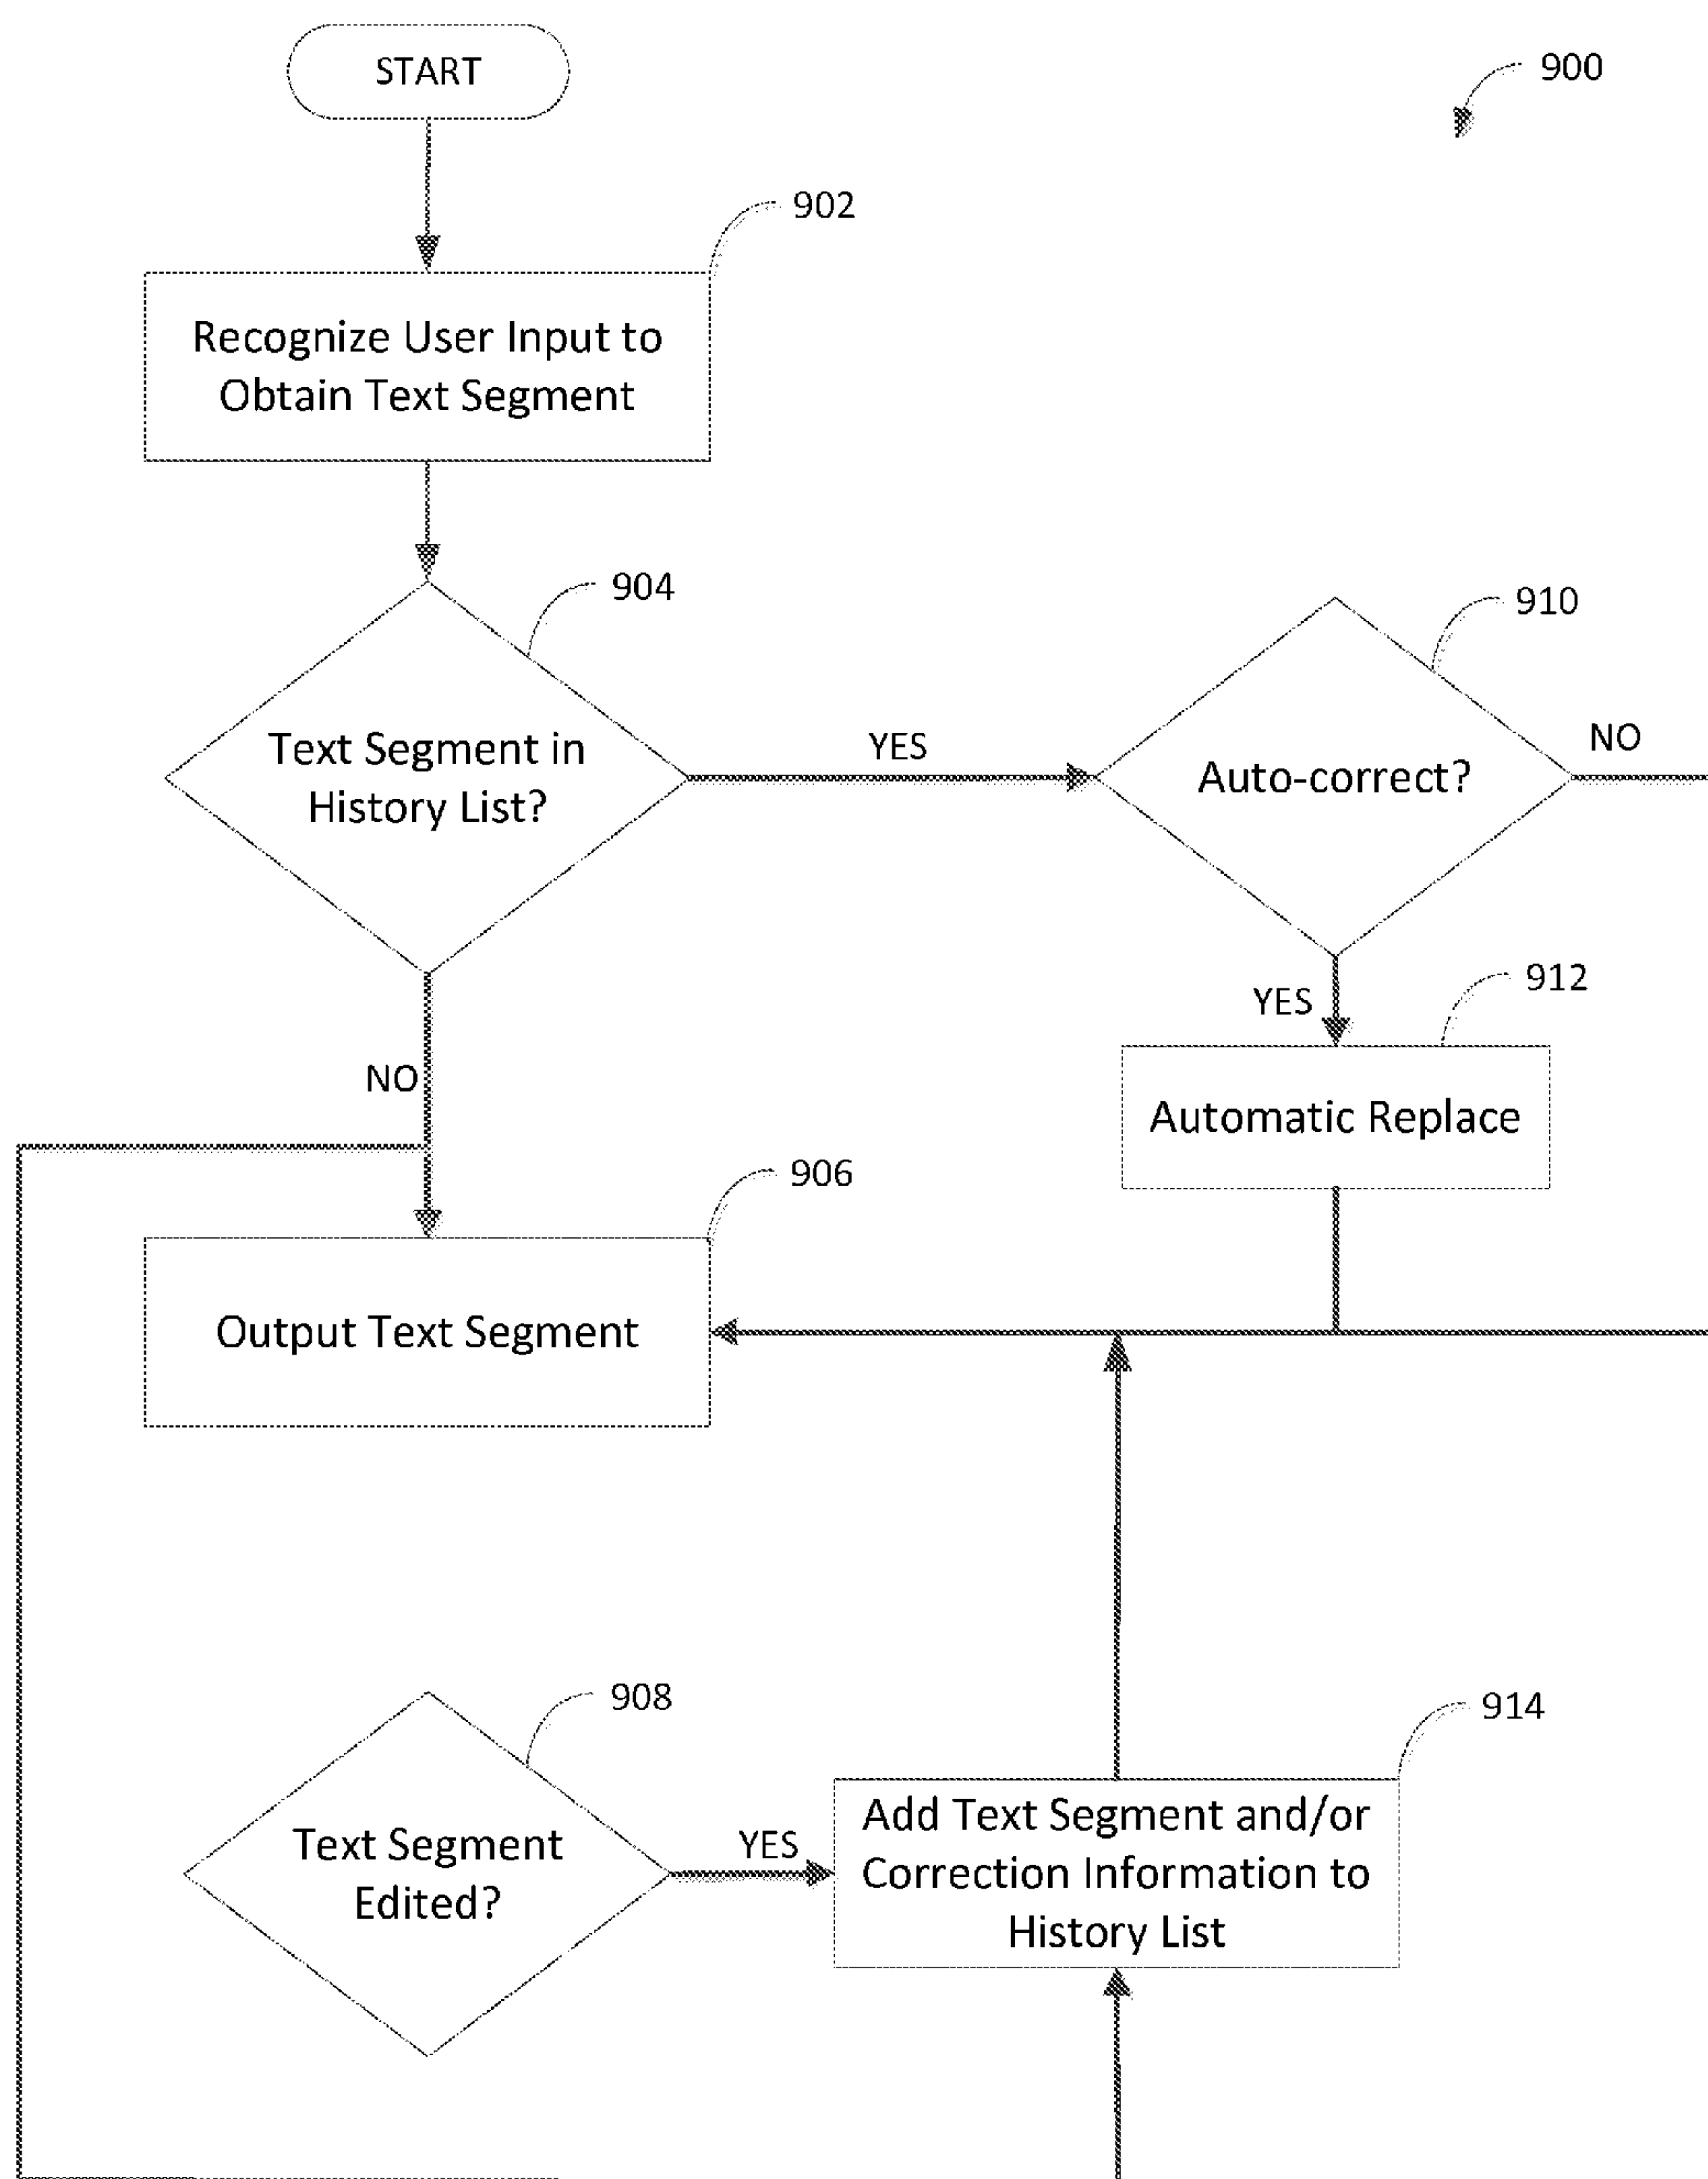 START
900
902
Recognize User Input to
Obtain Text Segment
904
910
Text Segment in
History List?
YES
Auto-correct?
NO
YES
912
NO
Automatic Replace
906
Output Text Segment
908
914
Text Segment
Edited?
YES
Add Text Segment and/or
Correction Information to
History List